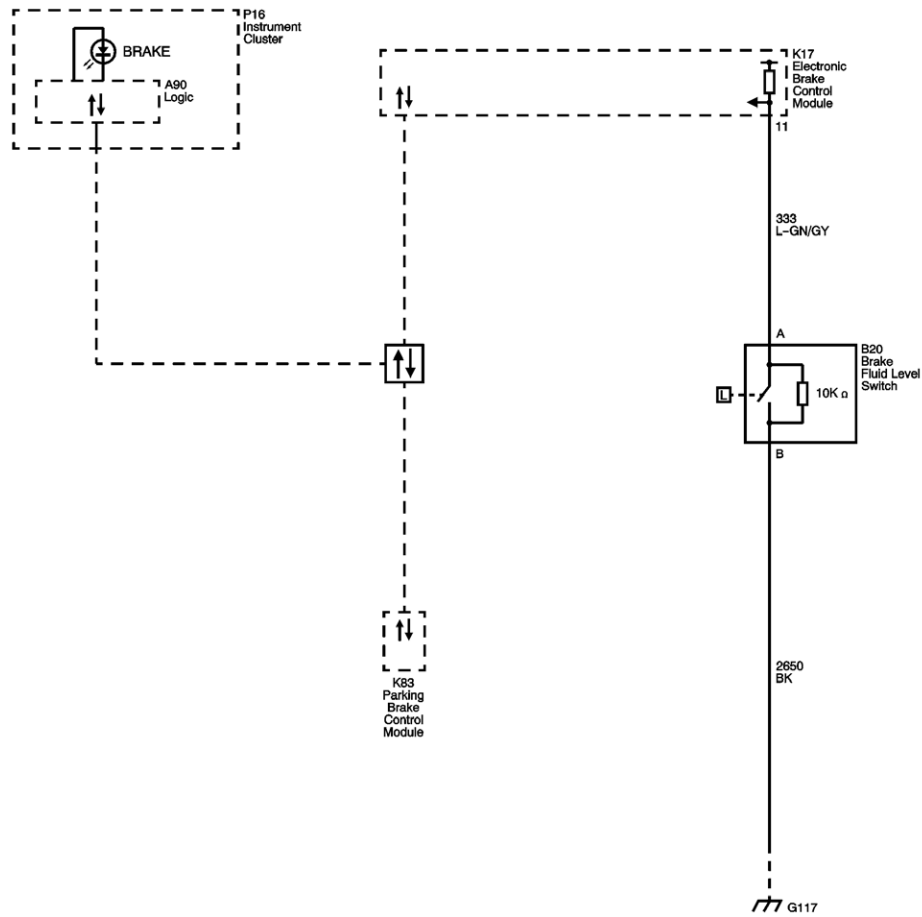 P16
Instrument
Cluster
BRAKE
A90
Logic
K17
Electronic
Brake
Control
Module
11
333
L-GN/GY
A
B20
Brake
Fluid Level
Switch
L
10K Ω
B
K83
Parking
Brake
Control
Module
2650
BK
G117